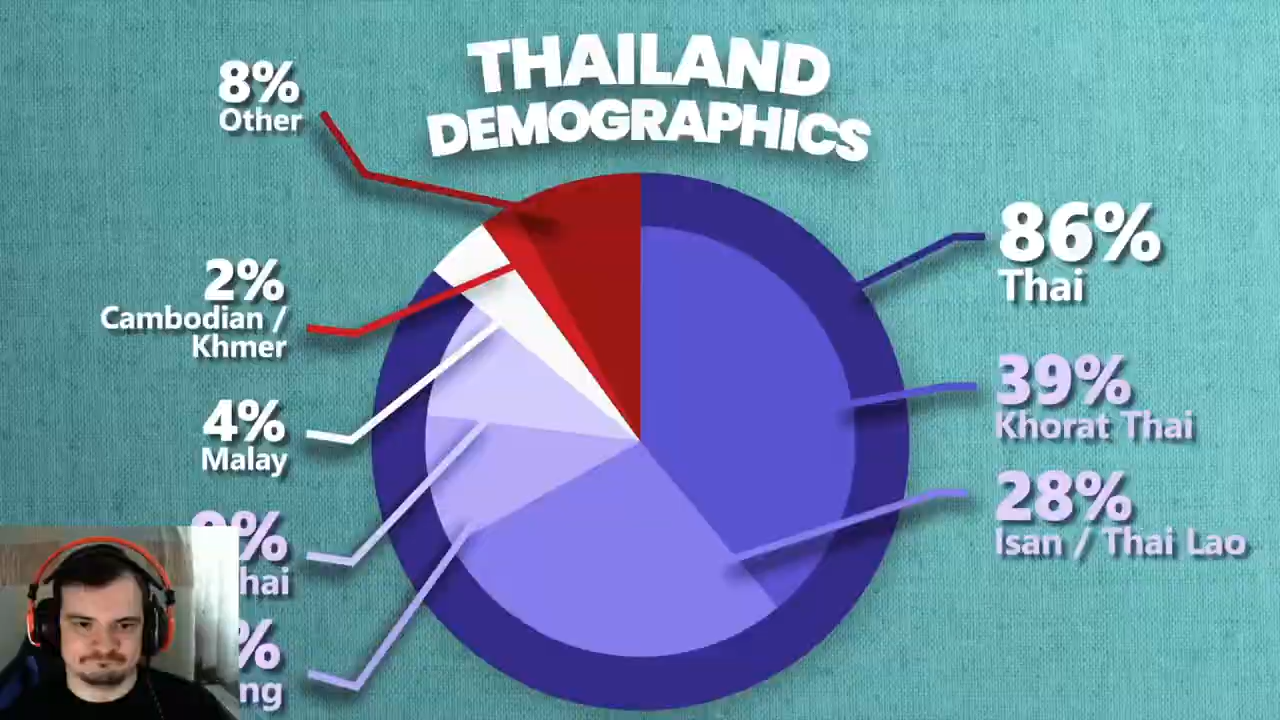 THAILAND
DEMOGRAPHICS
8%
Other
86%
Thai
2%
Cambodian /
Khmer
39%
Khorat Thai
4%
Malay
28%
Isan / Thai Lao